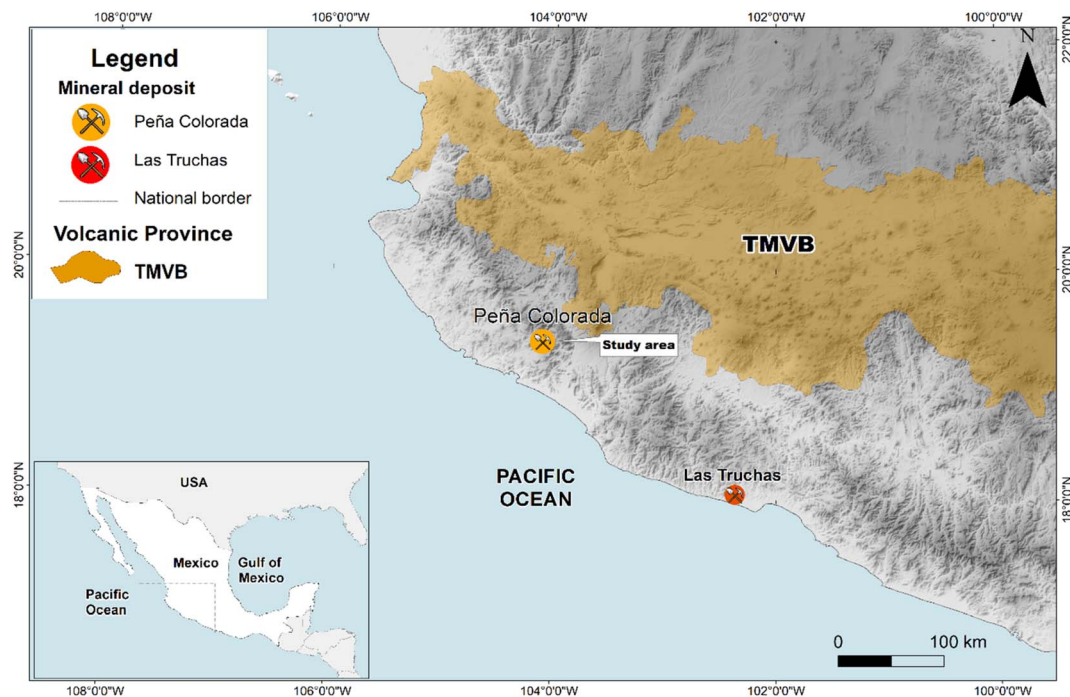 108°0'0"W
106°0'0"W
104°0'0"W
102°0'0"W
100°0'0"W
Legend
Mineral deposit
Peña Colorada
Las Truchas
National border
Volcanic Province
TMVB
N
22°0'0"N
20°0'0"N
20°0'0"N
TMVB
Peña Colorada
Study area
18°0'0"N
18°0'0"N
Las Truchas
PACIFIC
OCEAN
USA
Mexico
Gulf of
Mexico
Pacific
Ocean
0 100 km
108°0'0"W
106°0'0"W
104°0'0"W
102°0'0"W
100°0'0"W